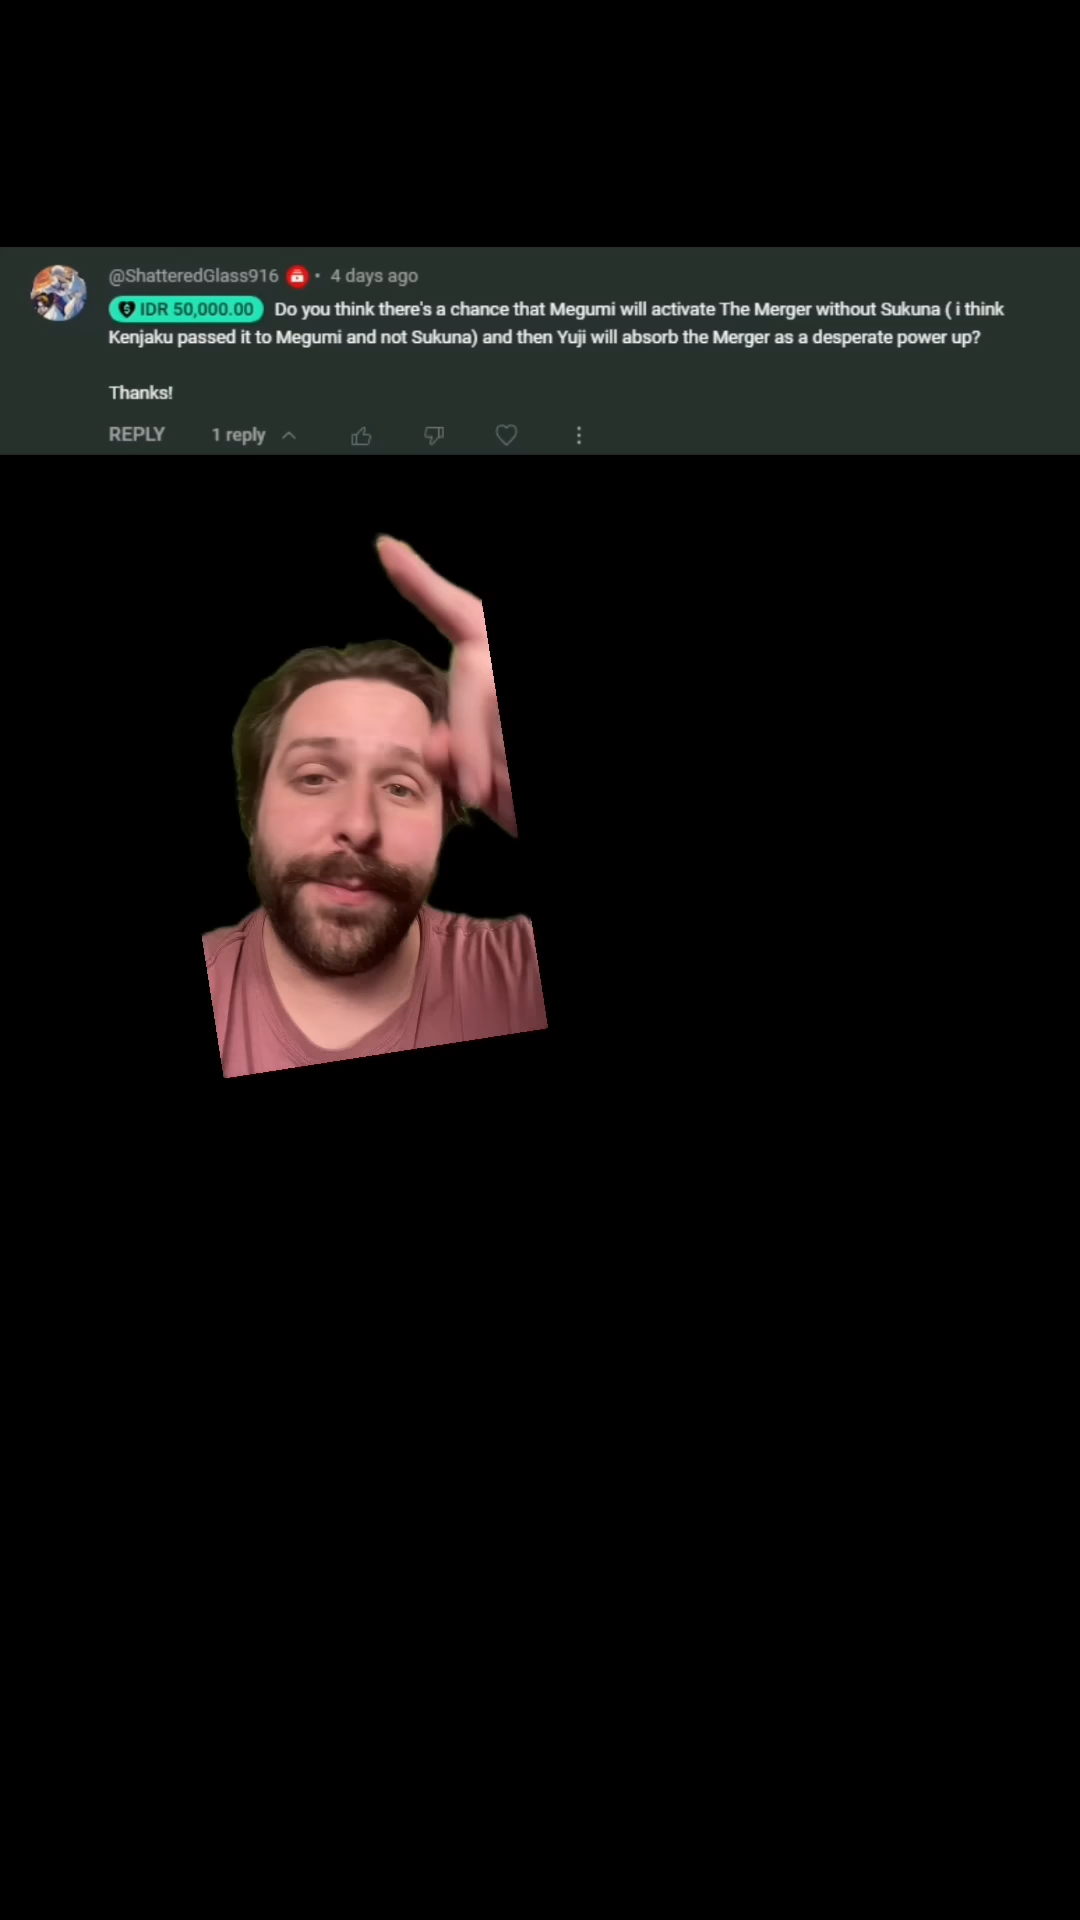 @ShatteredGlass916 • 4 days ago
IDR 50,000.00 Do you think there's a chance that Megumi will activate The Merger without Sukuna ( i think
Kenjaku passed it to Megumi and not Sukuna) and then Yuji will absorb the Merger as a desperate power up?
Thanks!
REPLY 1 reply